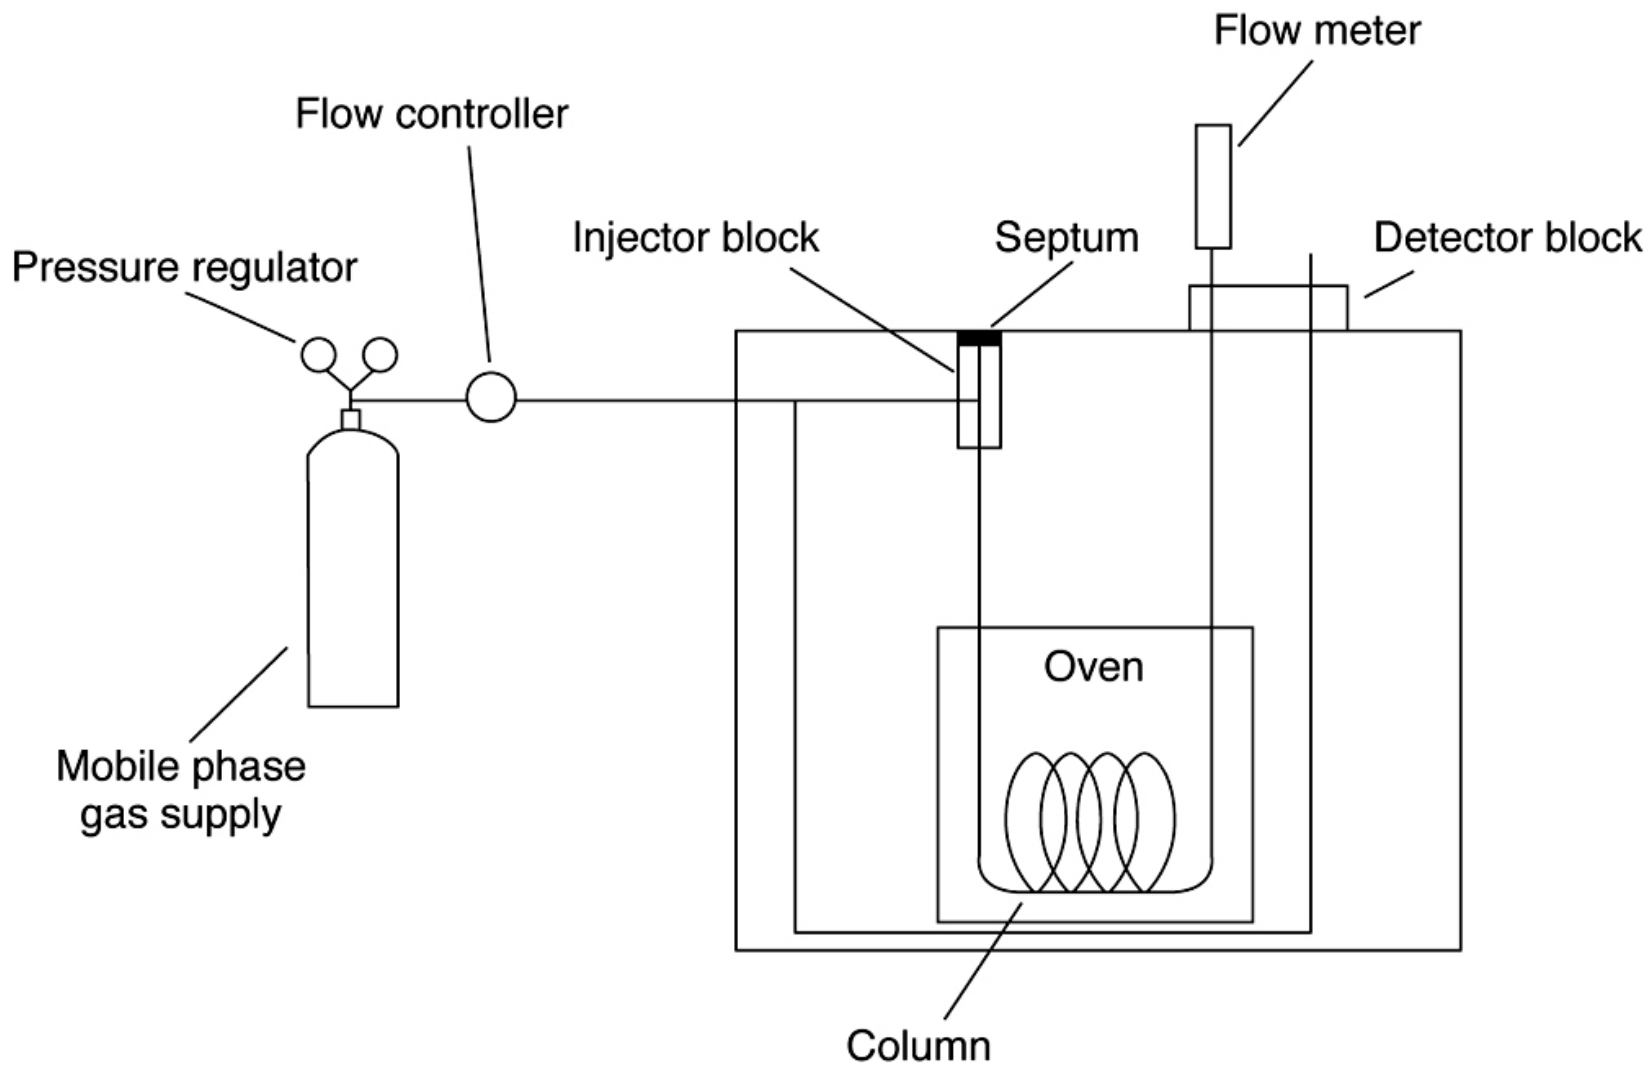 Flow meter
Flow controller
Injector block
Septum
Detector block
Pressure regulator
Oven
Mobile phase
gas supply
Column